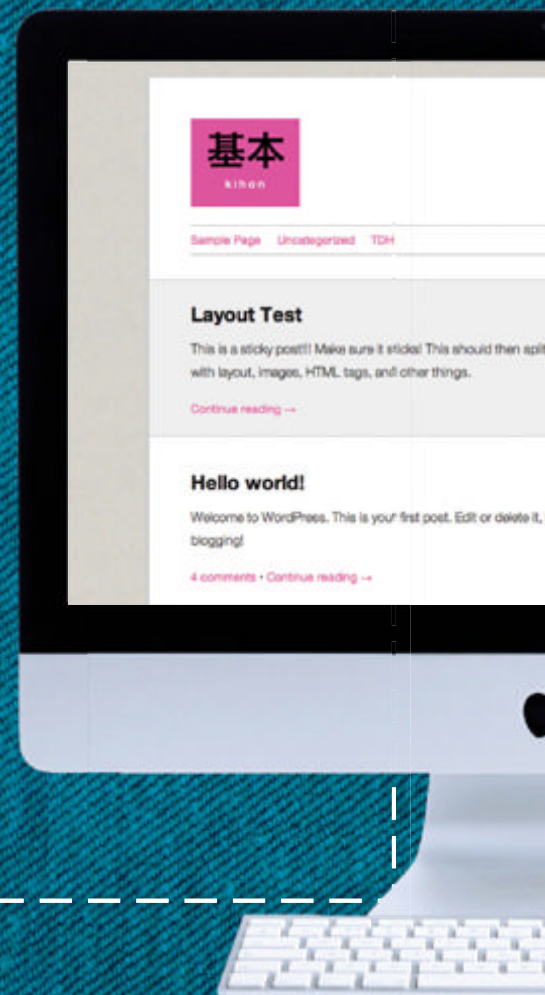 基本
kihon
Sample Page Uncategorized TDH
Layout Test
This is a sticky post!!! Make sure it sticks! This should then split
with layout, images, HTML tags, and other things.
Continue reading →
Hello world!
Welcome to WordPress. This is your first post. Edit or delete it,
blogging!
4 comments • Continue reading →